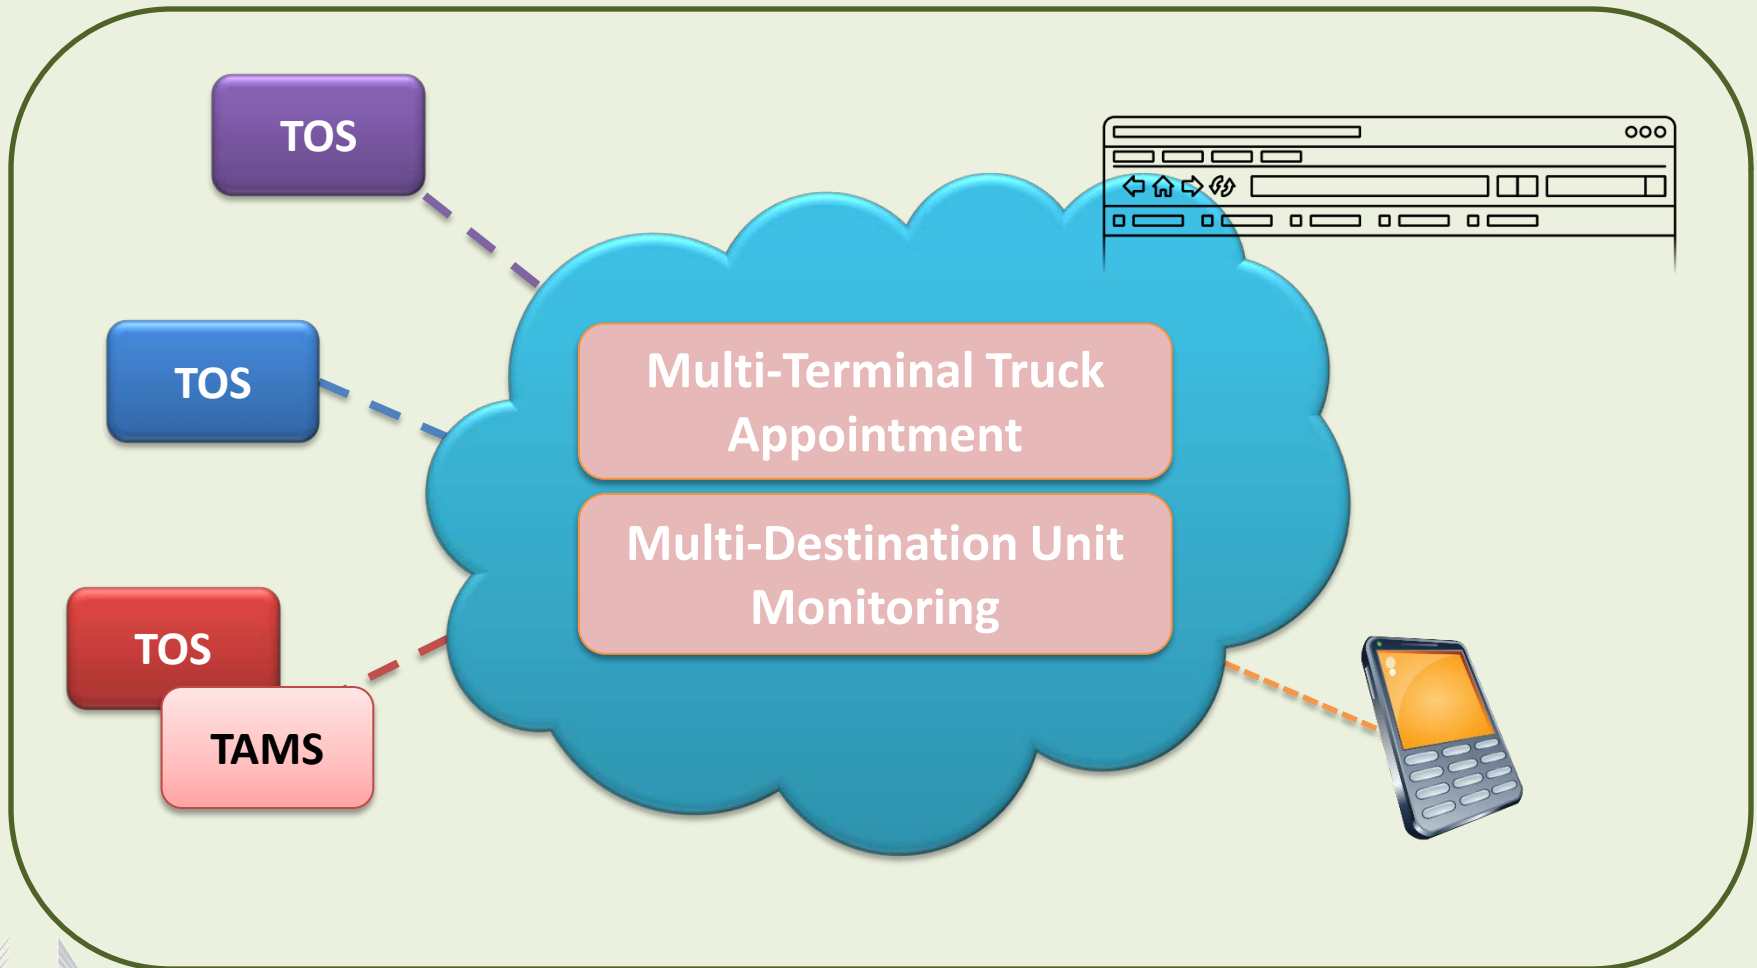 TOS
TOS
TOS
TAMS
Multi-Terminal Truck
Appointment
Multi-Destination Unit
Monitoring